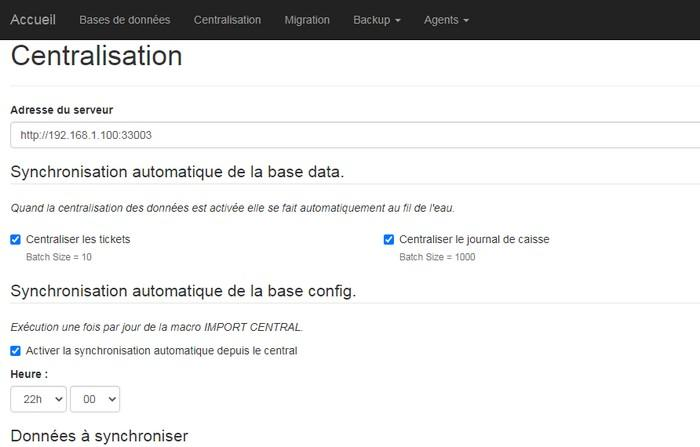 Accueil Bases de données Centralisation Migration Backup Agents
Centralisation
Adresse du serveur
http://192.168.1.100:33003
Synchronisation automatique de la base data.
Quand la centralisation des données est activée elle se fait automatiquement au fil de l'eau.
Centraliser les tickets Centraliser le journal de caisse
Batch Size = 10 Batch Size = 1000
Synchronisation automatique de la base config.
Exécution une fois par jour de la macro IMPORT CENTRAL.
Activer la synchronisation automatique depuis le central
Heure :
22h 00
Données à synchroniser